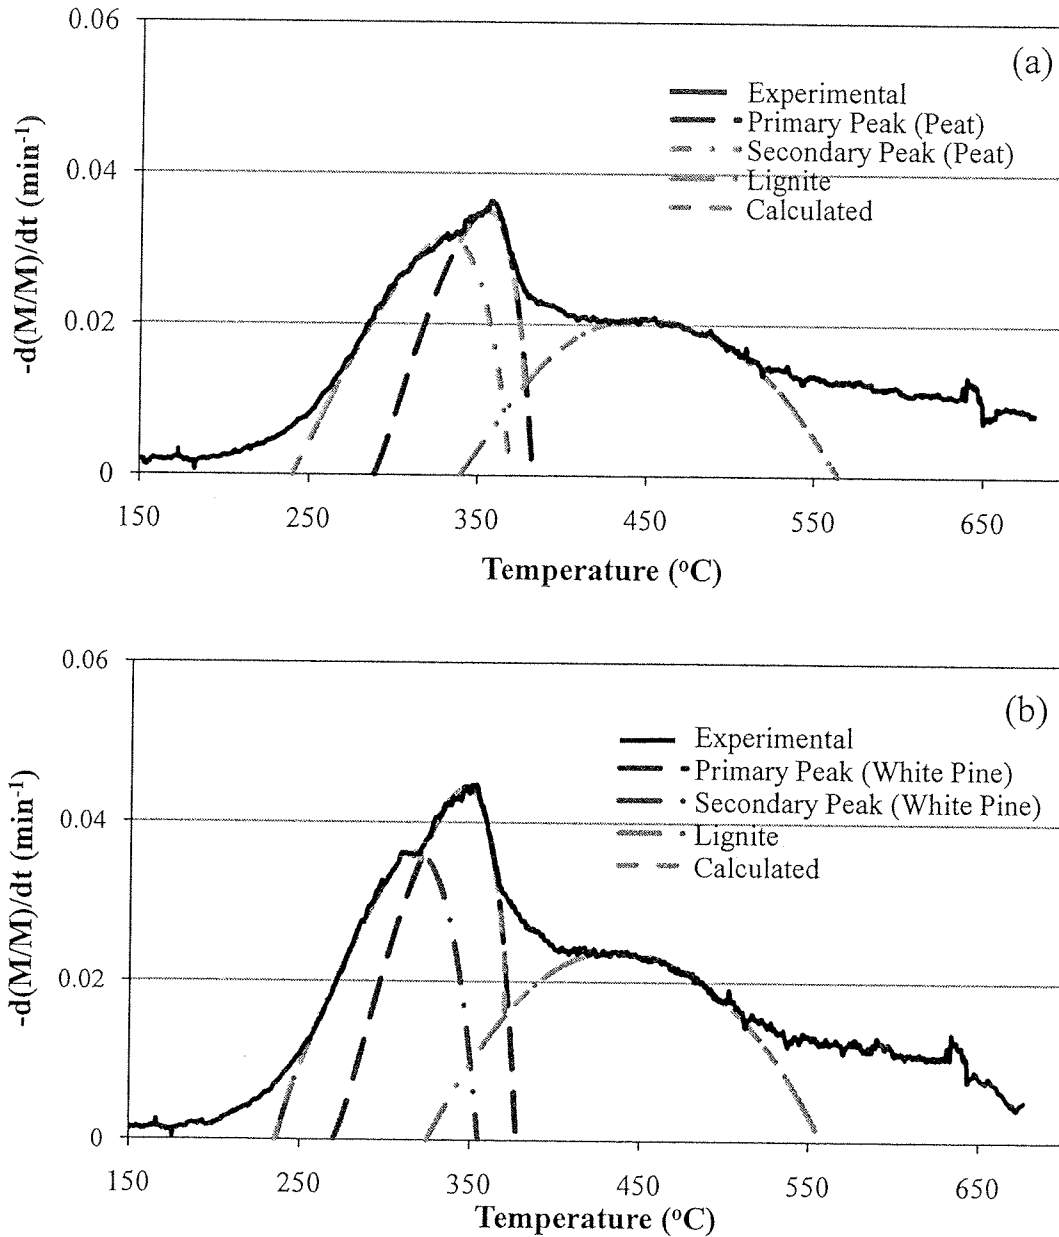 0.06
(a)
Experimental
Primary Peak (Peat)
Secondary Peak (Peat)
Lignite
Calculated
0.04
0.02
0
-d(M/M)/dt (min⁻¹)
150 250 350 450 550 650
Temperature (ºC)
0.06
(b)
Experimental
Primary Peak (White Pine)
Secondary Peak (White Pine)
Lignite
Calculated
0.04
0.02
0
-d(M/M)/dt (min⁻¹)
150 250 350 450 550 650
Temperature (ºC)